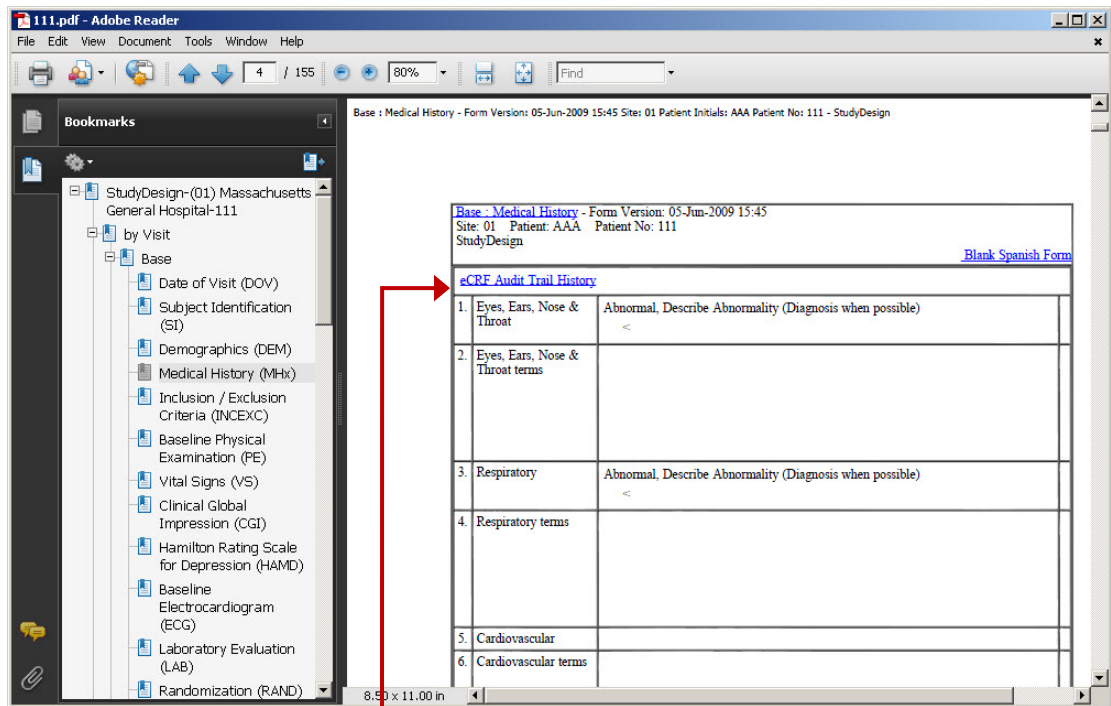 111.pdf - Adobe Reader
File Edit View Document Tools Window Help
4 / 155 80% Find
Bookmarks
StudyDesign-(01) Massachusetts
General Hospital-111
by Visit
Base
Date of Visit (DOV)
Subject Identification
(SI)
Demographics (DEM)
Medical History (MHx)
Inclusion / Exclusion
Criteria (INCEXC)
Baseline Physical
Examination (PE)
Vital Signs (VS)
Clinical Global
Impression (CGI)
Hamilton Rating Scale
for Depression (HAMD)
Baseline
Electrocardiogram
(ECG)
Laboratory Evaluation
(LAB)
Randomization (RAND)
Base : Medical History - Form Version: 05-Jun-2009 15:45 Site: 01 Patient Initials: AAA Patient No: 111 - StudyDesign
Base : Medical History - Form Version: 05-Jun-2009 15:45
Site: 01 Patient: AAA Patient No: 111
StudyDesign
Blank Spanish Form
eCRF Audit Trail History
1. Eyes, Ears, Nose & Abnormal, Describe Abnormality (Diagnosis when possible)
Throat <
2. Eyes, Ears, Nose &
Throat terms
3. Respiratory Abnormal, Describe Abnormality (Diagnosis when possible)
<
4. Respiratory terms
5. Cardiovascular
6. Cardiovascular terms
8.50 x 11.00 in